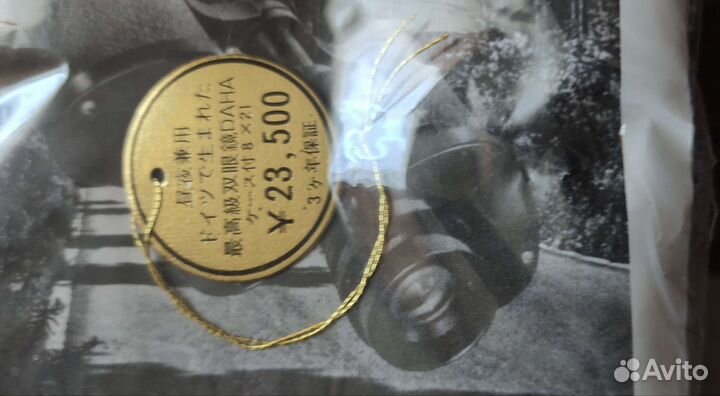 昼夜兼用
ドイツで生まれた
最高級双眼鏡DAHA
ケース付8×21
¥23,500
3ヶ年保証
Avito